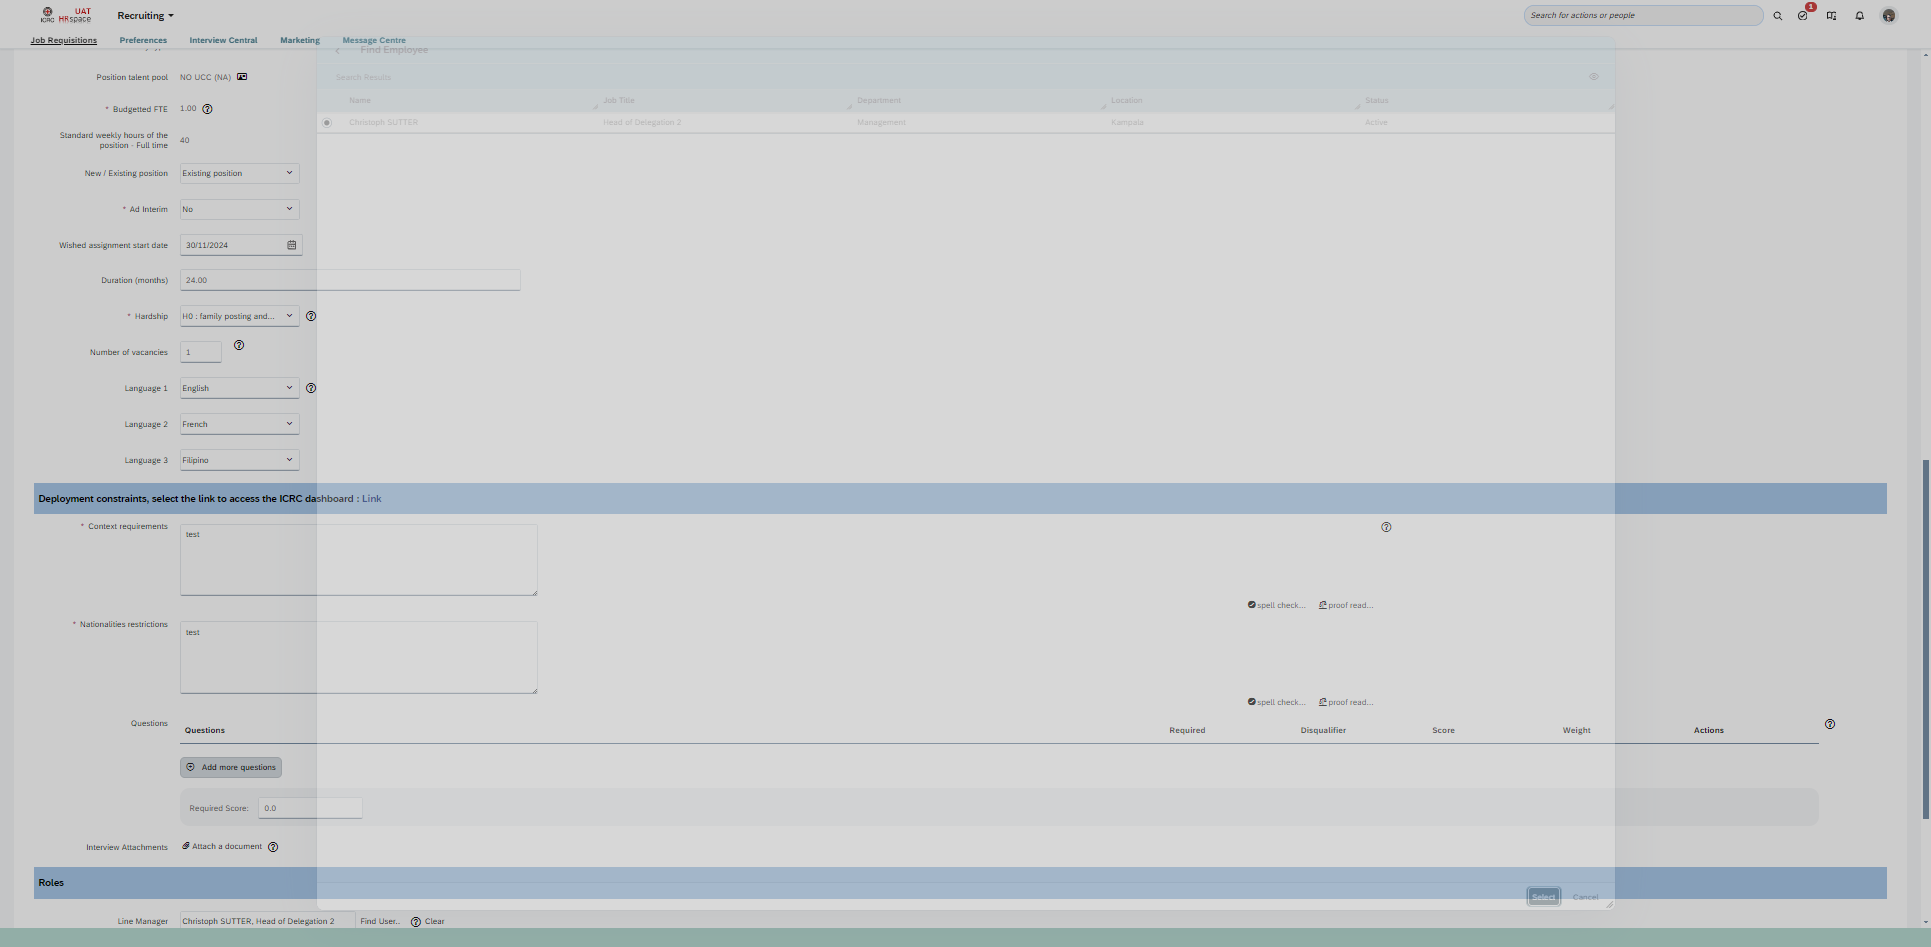 ICRC UAT HRspace Recruiting Search for actions or people 1
Job Requisitions Preferences Interview Central Marketing Message Centre
Find Employee
Position talent pool NO UCC (NA) Search Results
* Budgetted FTE 1.00
Name Job Title Department Location Status
Christoph SUTTER Head of Delegation 2 Management Kampala Active
Standard weekly hours of the
position - Full time 40
New / Existing position Existing position
* Ad Interim No
Wished assignment start date 30/11/2024
Duration (months) 24.00
* Hardship H0 : family posting and...
Number of vacancies 1
Language 1 English
Language 2 French
Language 3 Filipino
Deployment constraints, select the link to access the ICRC dashboard : Link
* Context requirements test
spell check... proof read...
* Nationalities restrictions test
spell check... proof read...
Questions Questions Required Disqualifier Score Weight Actions
Add more questions
Required Score: 0.0
Interview Attachments Attach a document
Roles
Select Cancel
Line Manager Christoph SUTTER, Head of Delegation 2 Find User.. Clear